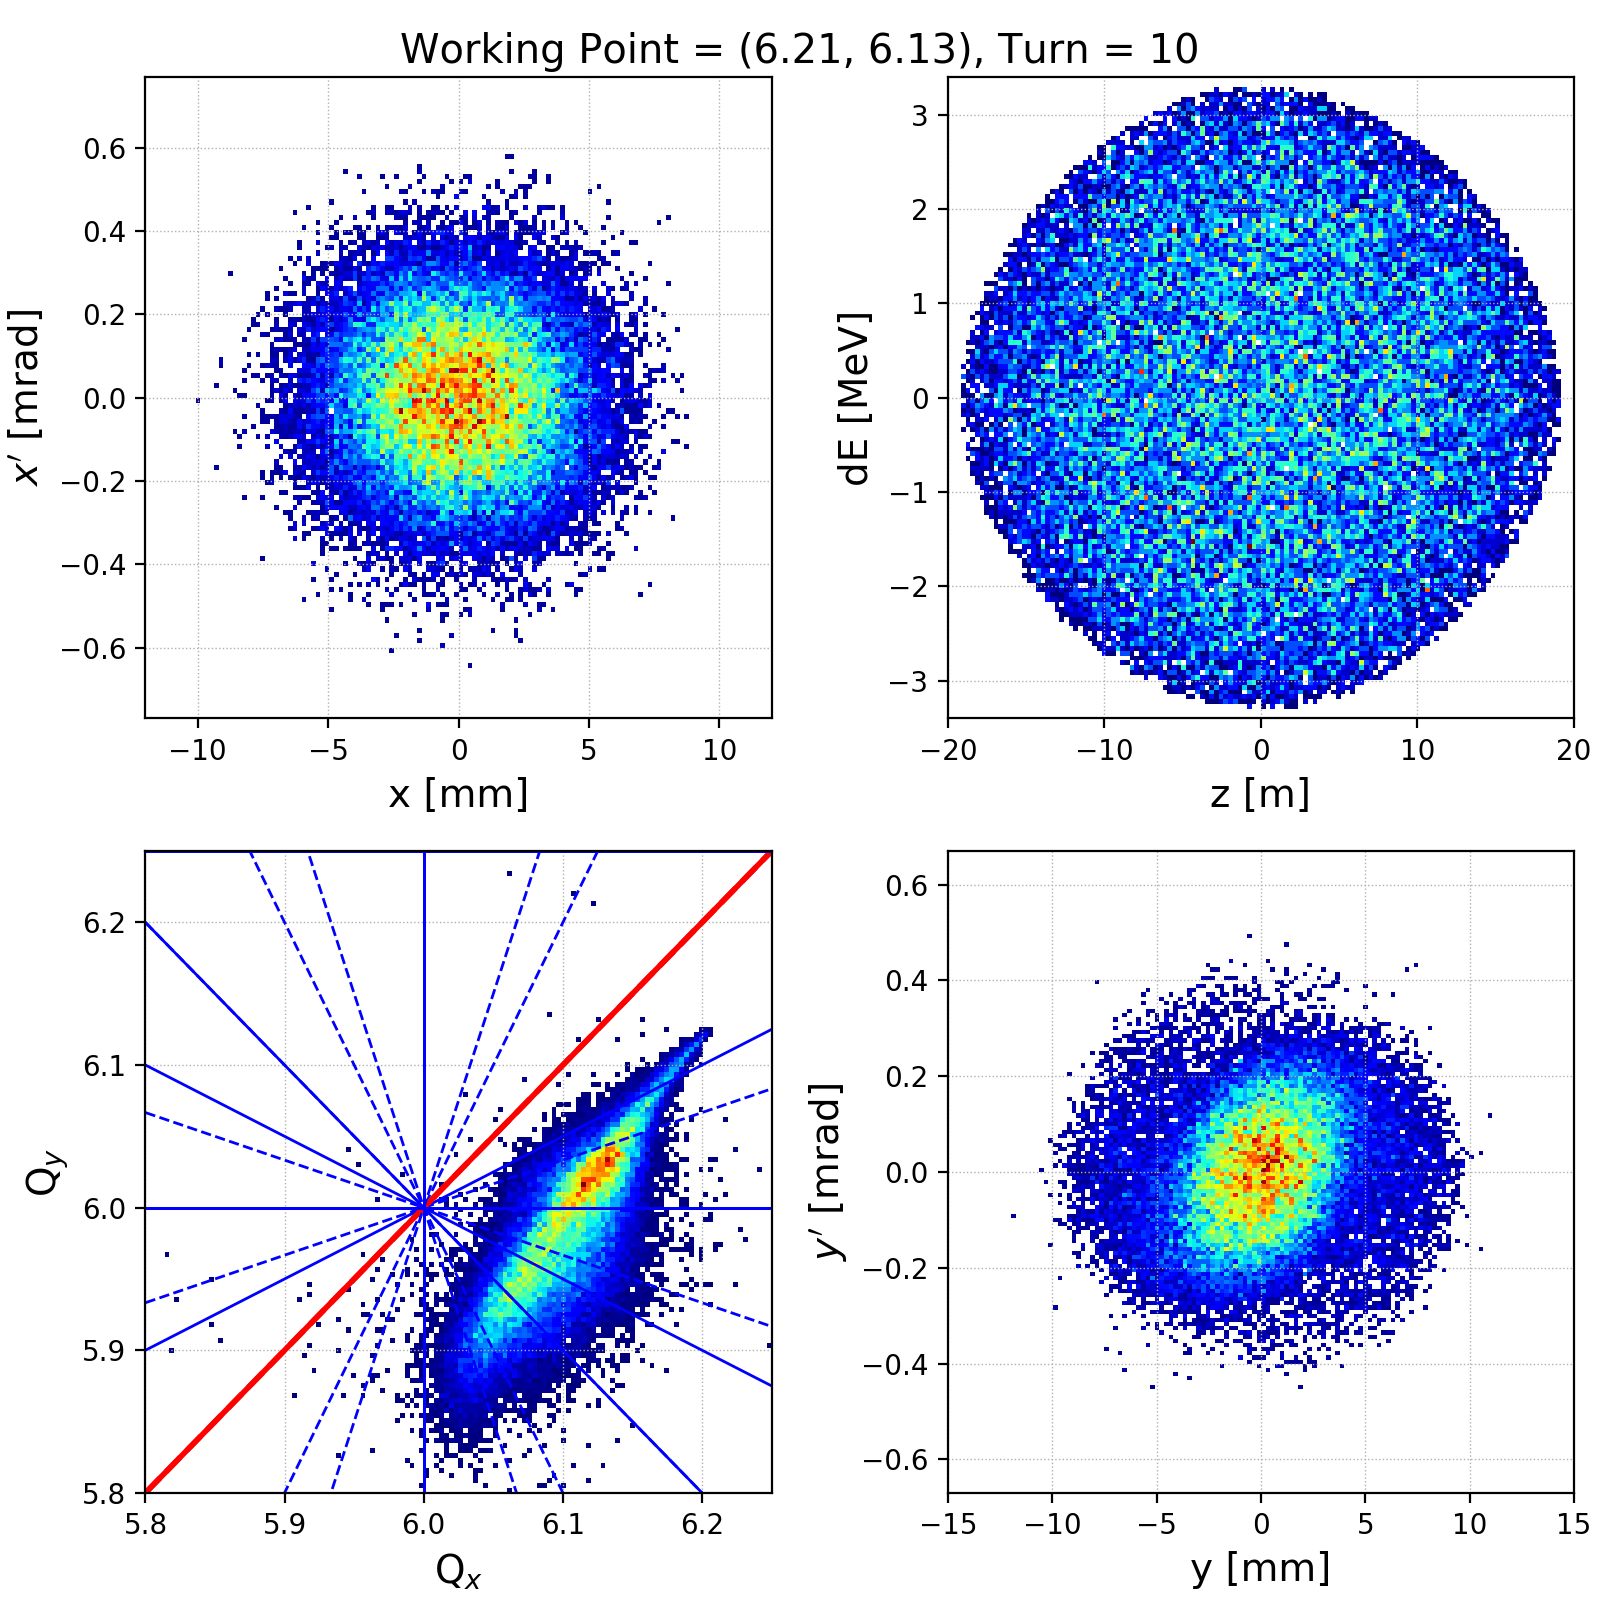 Working Point = (6.21, 6.13), Turn = 10
0.6
0.4
0.2
0.0
−0.2
−0.4
−0.6
x′ [mrad]
−10 −5 0 5 10
x [mm]
3
2
1
0
−1
−2
−3
dE [MeV]
−20 −10 0 10 20
z [m]
6.2
6.1
6.0
5.9
5.8
Qy
5.8 5.9 6.0 6.1 6.2
Qx
0.6
0.4
0.2
0.0
−0.2
−0.4
−0.6
y′ [mrad]
−15 −10 −5 0 5 10 15
y [mm]